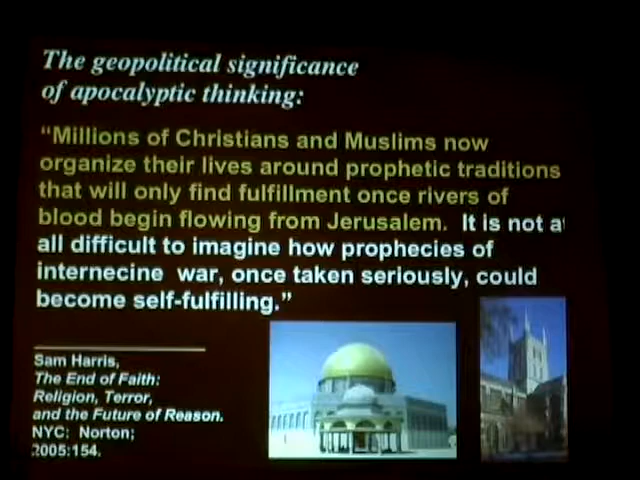 The geopolitical significance
of apocalyptic thinking:
“Millions of Christians and Muslims now
organize their lives around prophetic traditions
that will only find fulfillment once rivers of
blood begin flowing from Jerusalem. It is not at
all difficult to imagine how prophecies of
internecine war, once taken seriously, could
become self-fulfilling.”
Sam Harris,
The End of Faith:
Religion, Terror,
and the Future of Reason.
NYC: Norton;
2005:154.